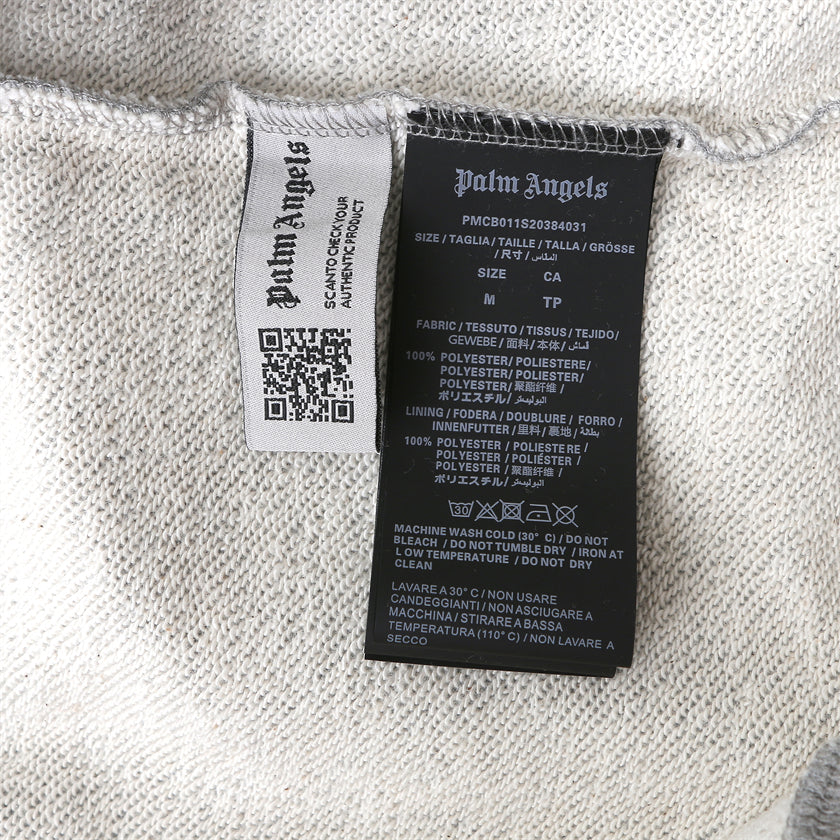 Palm Angels
SCAN TO CHECK YOUR
AUTHENTIC PRODUCT
Palm Angels
PMCB011S20384031
SIZE / TAGLIA / TAILLE / TALLA / GRÖSSE
/ 尺寸 / المقاس
SIZE CA
M TP
FABRIC / TESSUTO / TISSUS / TEJIDO /
GEWEBE / 面料 / 本体 / قماش
100% POLYESTER / POLIESTERE /
POLYESTER / POLIÉSTER /
POLYESTER / 聚酯纤维 /
ポリエステル / البوليستر
LINING / FODERA / DOUBLURE / FORRO /
INNENFUTTER / 里料 / 裏地 / بطانة
100% POLYESTER / POLIESTERE /
POLYESTER / POLIÉSTER /
POLYESTER / 聚酯纤维 /
ポリエステル / البوليستر
30
MACHINE WASH COLD (30° C) / DO NOT
BLEACH / DO NOT TUMBLE DRY / IRON AT
LOW TEMPERATURE / DO NOT DRY
CLEAN
LAVARE A 30° C / NON USARE
CANDEGGIANTI / NON ASCIUGARE A
MACCHINA / STIRARE A BASSA
TEMPERATURA (110° C) / NON LAVARE A
SECCO